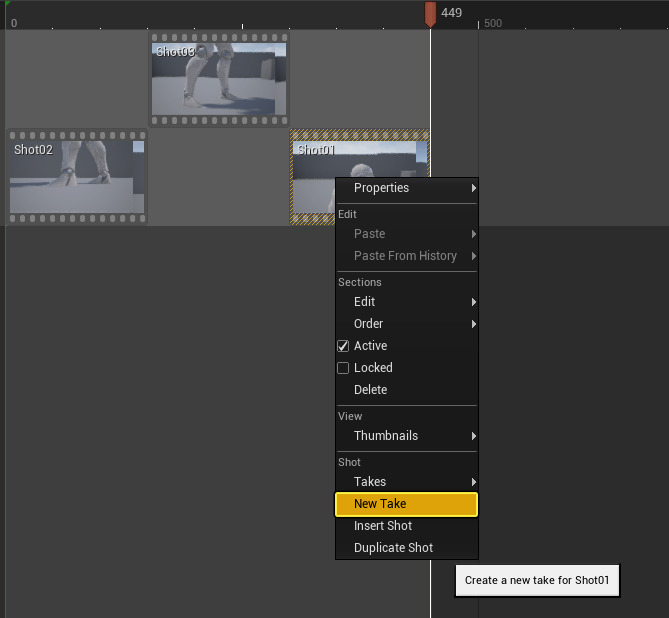 449
0
500
Shot03
Shot02
Shot01
Properties
Edit
Paste
Paste From History
Sections
Edit
Order
Active
Locked
Delete
View
Thumbnails
Shot
Takes
New Take
Insert Shot
Duplicate Shot
Create a new take for Shot01